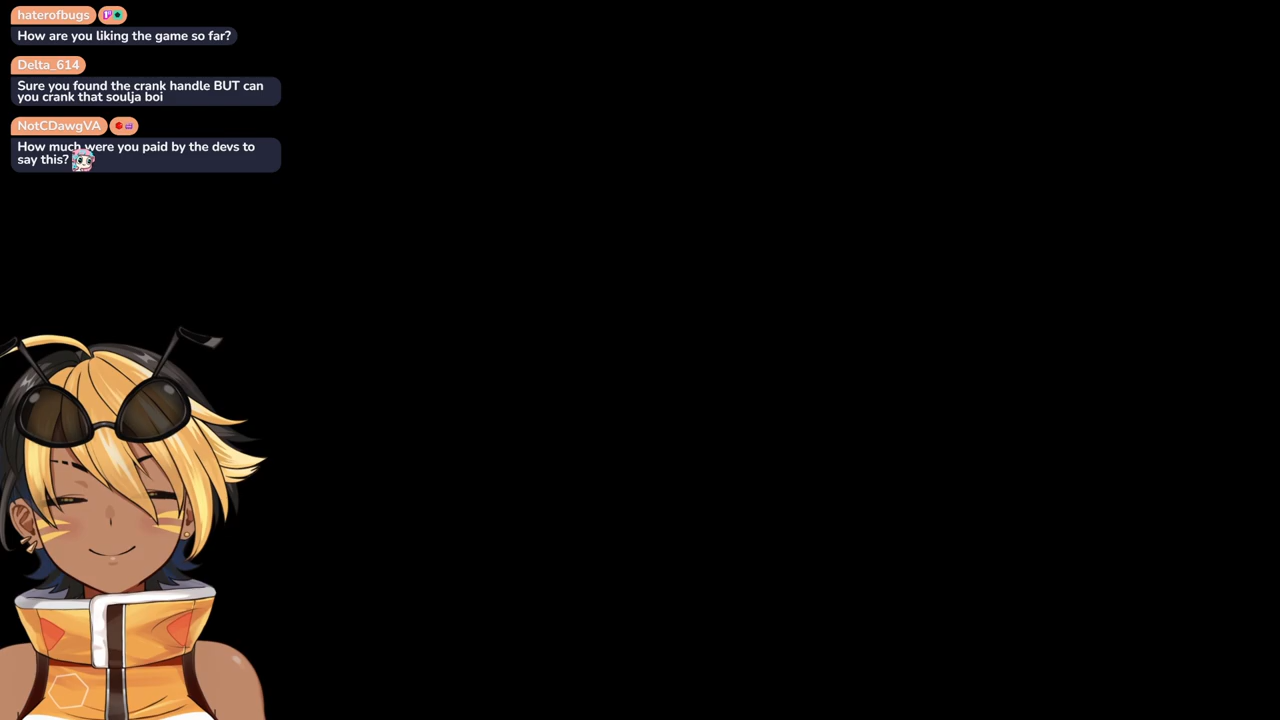 haterofbugs
How are you liking the game so far?
Delta_614
Sure you found the crank handle BUT can
you crank that soulja boi
NotCDawgVA
How much were you paid by the devs to
say this?